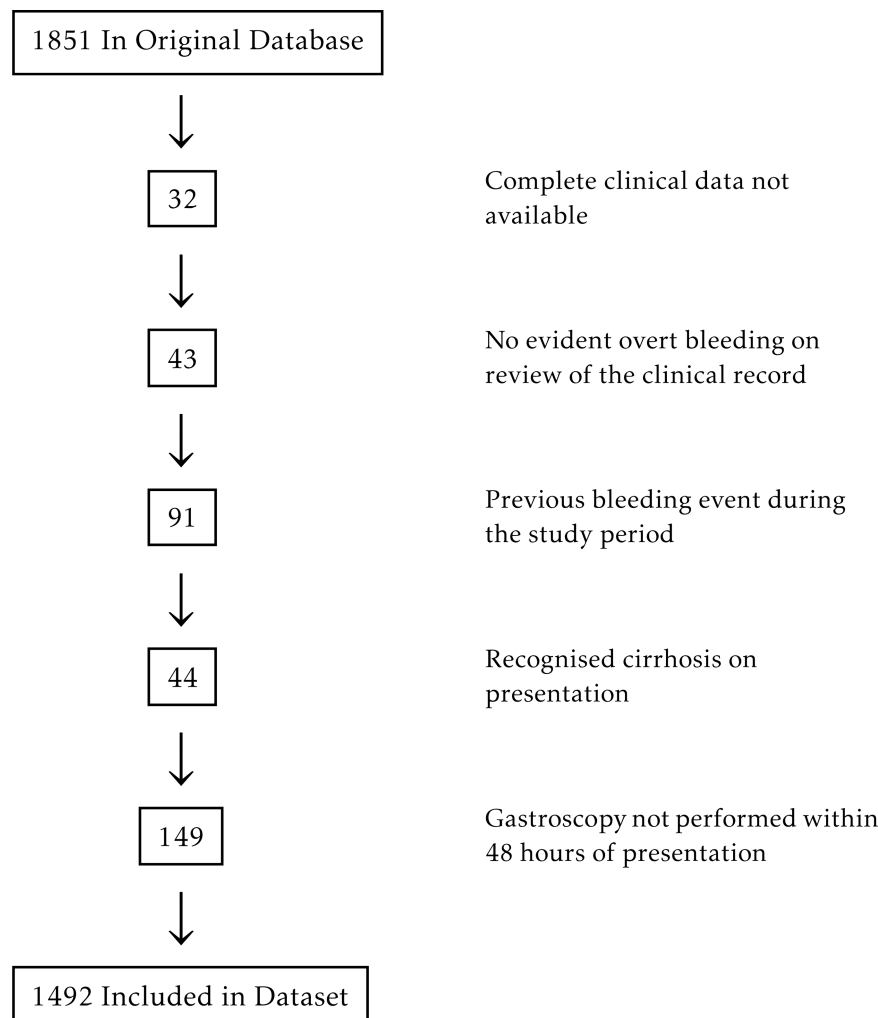 1851 In Original Database
32
Complete clinical data not
available
43
No evident overt bleeding on
review of the clinical record
91
Previous bleeding event during
the study period
44
Recognised cirrhosis on
presentation
149
Gastroscopy not performed within
48 hours of presentation
1492 Included in Dataset